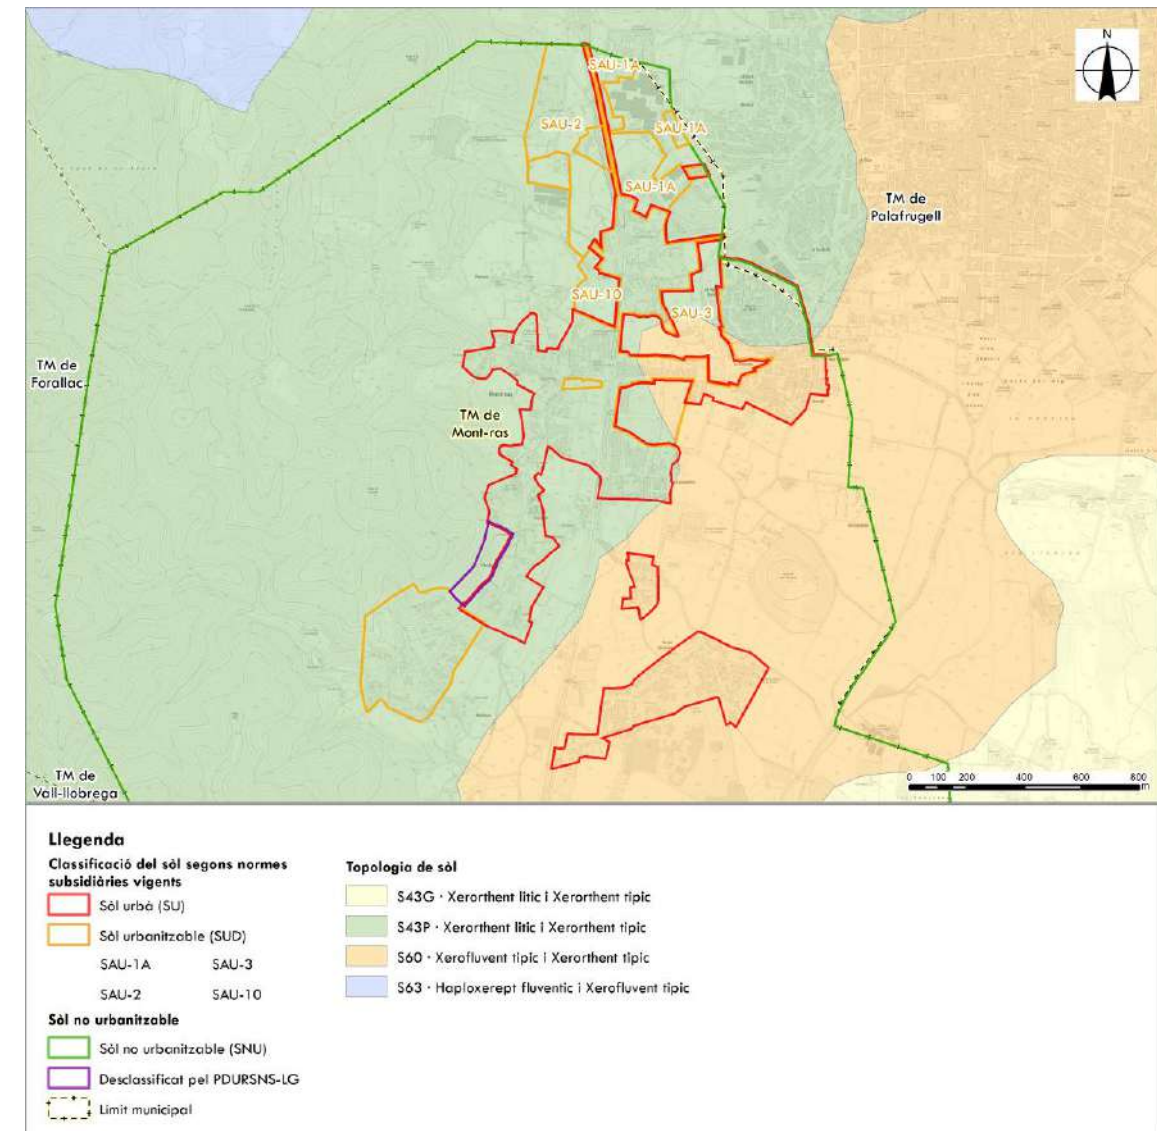 N
SAU-1A
SAU-2
SAU-1A
SAU-1A
TM de
Palafrugell
SAU-10
SAU-3
TM de
Forallac
TM de
Mont-ras
TM de
Vall-llobrega
0 100 200 400 600 800
m
Llegenda
Classificació del sòl segons normes
subsidiàries vigents
Sòl urbà (SU)
Sòl urbanitzable (SUD)
SAU-1A SAU-3
SAU-2 SAU-10
Sòl no urbanitzable
Sòl no urbanitzable (SNU)
Desclassificat pel PDURSNS-LG
Límit municipal
Topologia de sòl
S43G · Xerorthent lític i Xerorthent típic
S43P · Xerorthent lític i Xerorthent típic
S60 · Xerofluvent típic i Xerorthent típic
S63 · Haploxerept fluventic i Xerofluvent típic